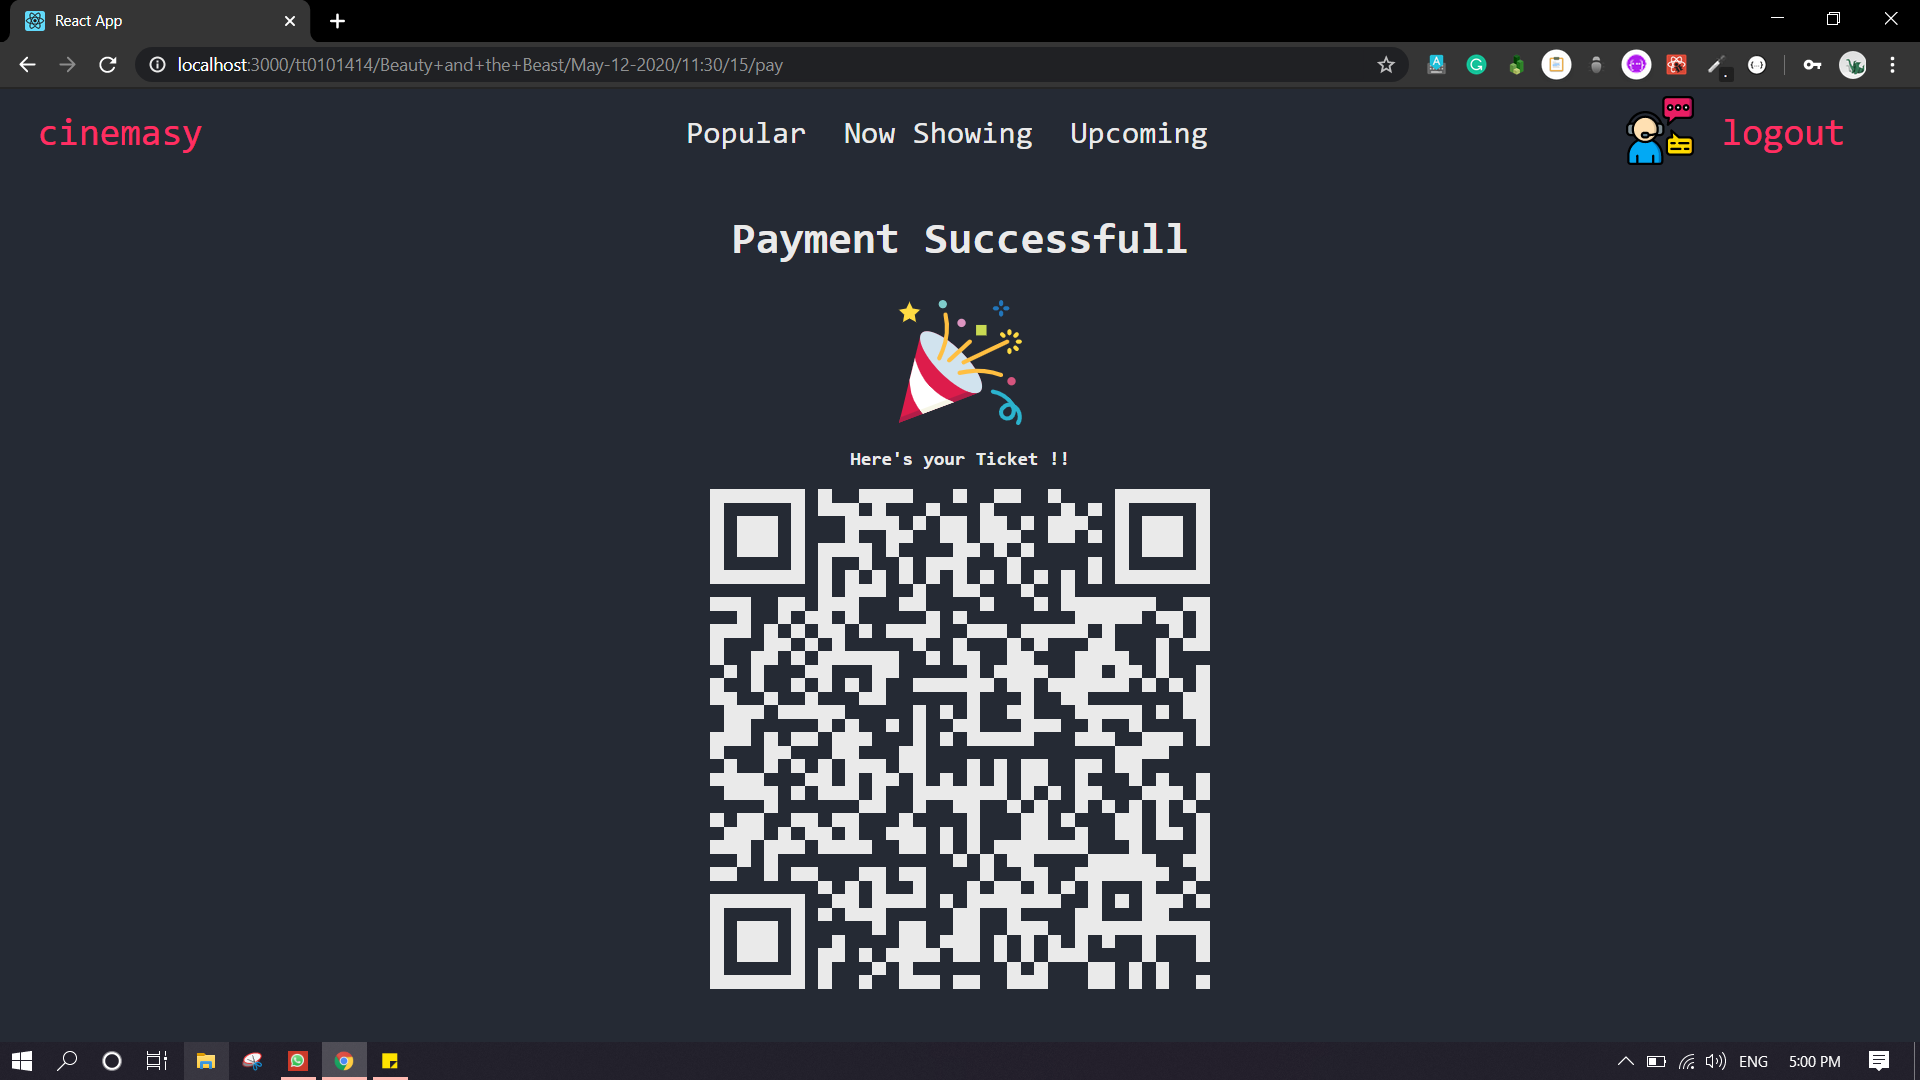 React App
localhost:3000/tt0101414/Beauty+and+the+Beast/May-12-2020/11:30/15/pay
cinemasy
Popular Now Showing Upcoming
logout
Payment Successfull
Here's your Ticket !!
ENG 5:00 PM